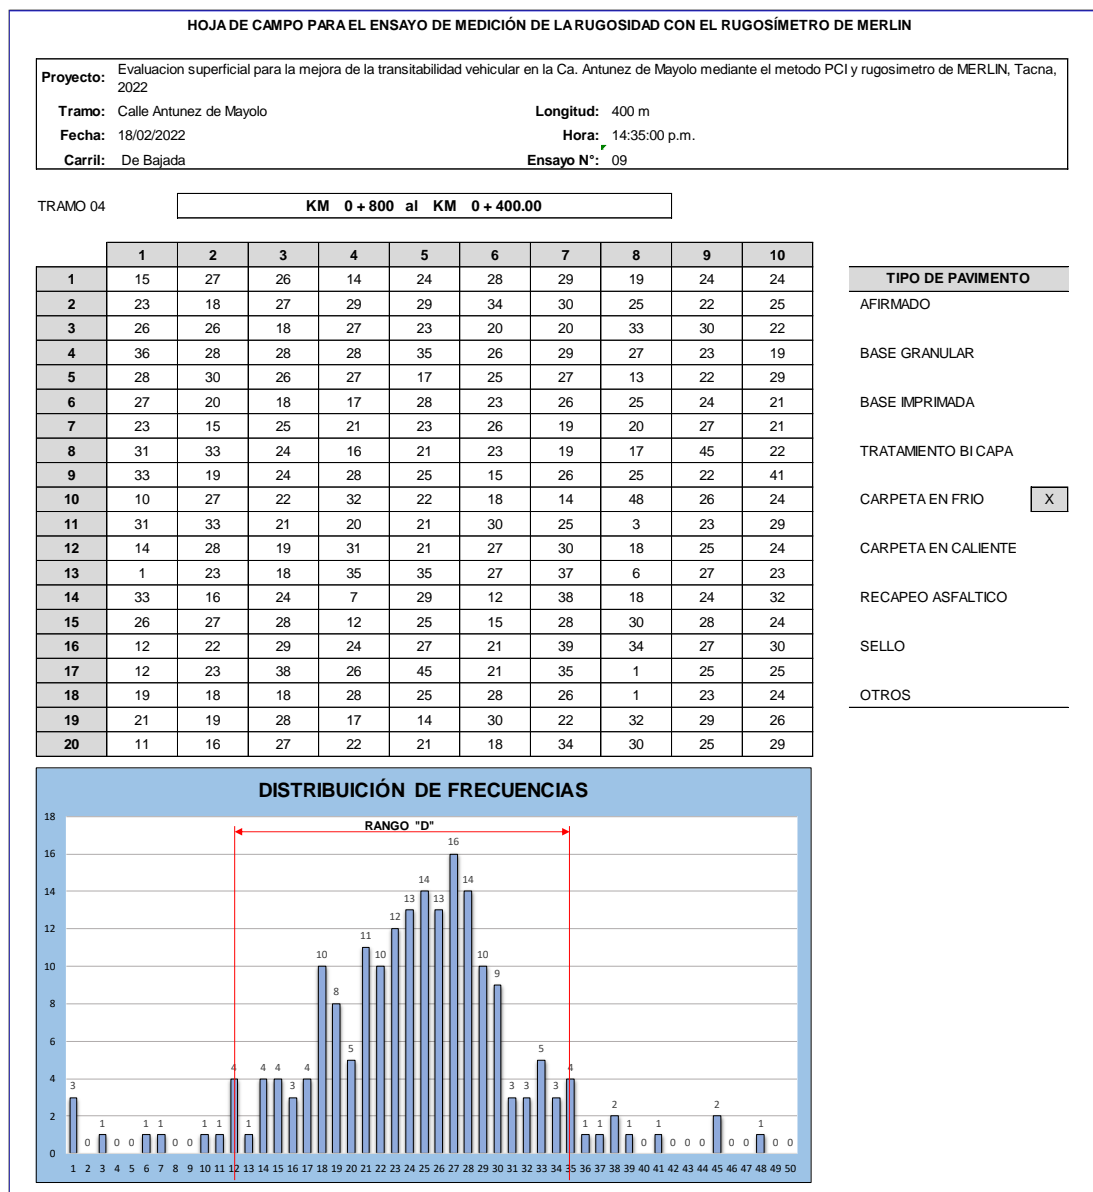 HOJA DE CAMPO PARA EL ENSAYO DE MEDICIÓN DE LA RUGOSIDAD CON EL RUGOSÍMETRO DE MERLIN
Proyecto: Evaluacion superficial para la mejora de la transitabilidad vehicular en la Ca. Antunez de Mayolo mediante el metodo PCI y rugosimetro de MERLIN, Tacna,
2022
Tramo: Calle Antunez de Mayolo Longitud: 400 m
Fecha: 18/02/2022 Hora: 14:35:00 p.m.
Carril: De Bajada Ensayo N°: 09
TRAMO 04 KM 0 + 800 al KM 0 + 400.00
1 2 3 4 5 6 7 8 9 10
1 15 27 26 14 24 28 29 19 24 24
2 23 18 27 29 29 34 30 25 22 25
3 26 26 18 27 23 20 20 33 30 22
4 36 28 28 28 35 26 29 27 23 19
5 28 30 26 27 17 25 27 13 22 29
6 27 20 18 17 28 23 26 25 24 21
7 23 15 25 21 23 26 19 20 27 21
8 31 33 24 16 21 23 19 17 45 22
9 33 19 24 28 25 15 26 25 22 41
10 10 27 22 32 22 18 14 48 26 24
11 31 33 21 20 21 30 25 3 23 29
12 14 28 19 31 21 27 30 18 25 24
13 1 23 18 35 35 27 37 6 27 23
14 33 16 24 7 29 12 38 18 24 32
15 26 27 28 12 25 15 28 30 28 24
16 12 22 29 24 27 21 39 34 27 30
17 12 23 38 26 45 21 35 1 25 25
18 19 18 18 28 25 28 26 1 23 24
19 21 19 28 17 14 30 22 32 29 26
20 11 16 27 22 21 18 34 30 25 29
TIPO DE PAVIMENTO
AFIRMADO
BASE GRANULAR
BASE IMPRIMADA
TRATAMIENTO BI CAPA
CARPETA EN FRIO X
CARPETA EN CALIENTE
RECAPEO ASFALTICO
SELLO
OTROS
DISTRIBUICIÓN DE FRECUENCIAS
RANGO "D"
18
16
14
12
10
8
6
4
2
0
3 0 1 0 0 1 1 0 0 1 1 4 1 4 4 3 4 10 8 5 11 10 12 13 14 13 16 14 10 9 3 3 5 3 4 1 1 2 1 0 1 0 0 0 2 0 0 1 0 0
1 2 3 4 5 6 7 8 9 10 11 12 13 14 15 16 17 18 19 20 21 22 23 24 25 26 27 28 29 30 31 32 33 34 35 36 37 38 39 40 41 42 43 44 45 46 47 48 49 50